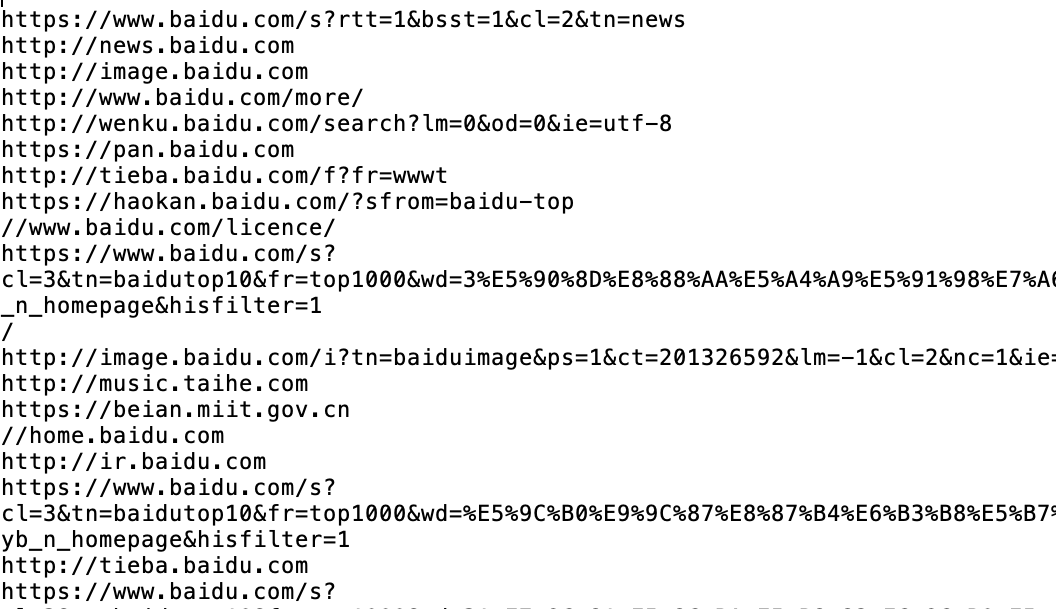 https://www.baidu.com/s?rtt=1&bsst=1&cl=2&tn=news
http://news.baidu.com
http://image.baidu.com
http://www.baidu.com/more/
http://wenku.baidu.com/search?lm=0&od=0&ie=utf-8
https://pan.baidu.com
http://tieba.baidu.com/f?fr=wwwt
https://haokan.baidu.com/?sfrom=baidu-top
//www.baidu.com/licence/
https://www.baidu.com/s?
cl=3&tn=baidutop10&fr=top1000&wd=3%E5%90%8D%E8%88%AA%E5%A4%A9%E5%91%98%E7%A6
_n_homepage&hisfilter=1
/
http://image.baidu.com/i?tn=baiduimage&ps=1&ct=201326592&lm=-1&cl=2&nc=1&ie=
http://music.taihe.com
https://beian.miit.gov.cn
//home.baidu.com
http://ir.baidu.com
https://www.baidu.com/s?
cl=3&tn=baidutop10&fr=top1000&wd=%E5%9C%B0%E9%9C%87%E8%87%B4%E6%B3%B8%E5%B7%
yb_n_homepage&hisfilter=1
http://tieba.baidu.com
https://www.baidu.com/s?